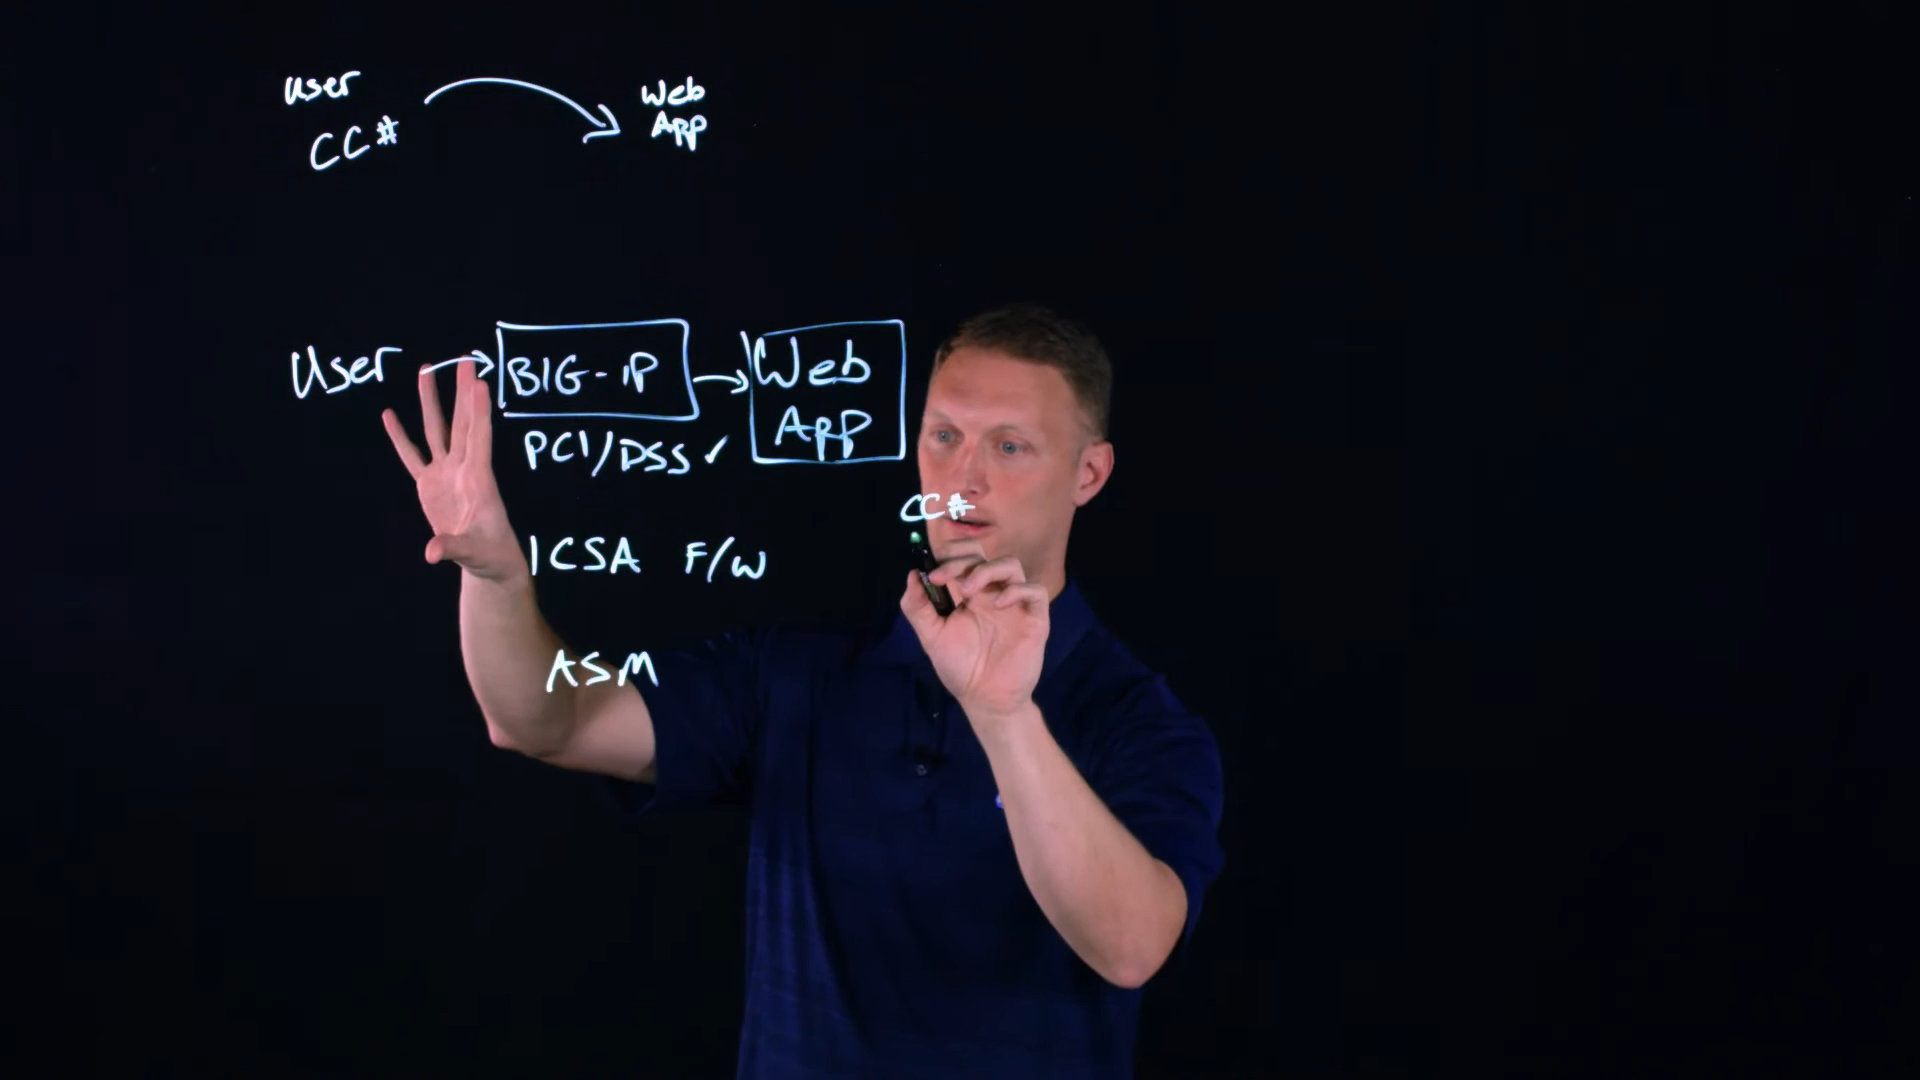 User
CC#
Web
App
User
BIG-IP
Web
App
PCI/DSS ✓
CC#
ICSA F/W
ASM